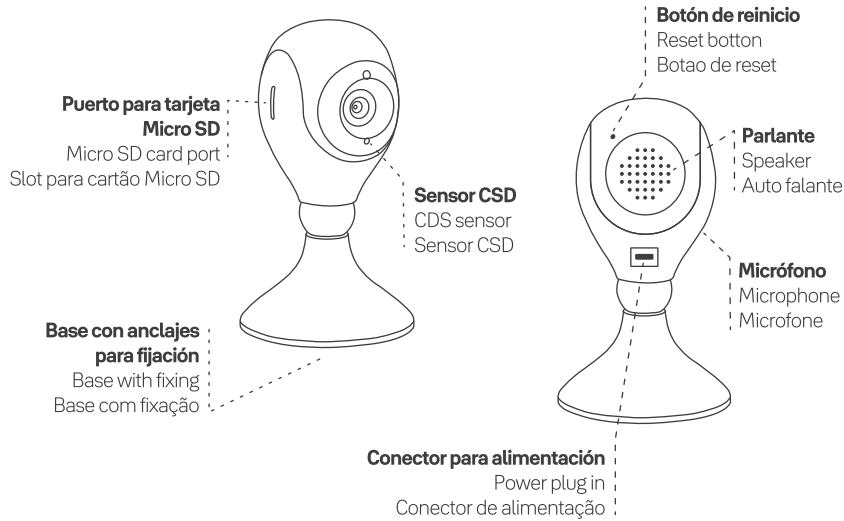 Botón de reinicio
Reset botton
Botao de reset
Puerto para tarjeta
Micro SD
Micro SD card port
Slot para cartão Micro SD
Parlante
Speaker
Auto falante
Sensor CSD
CDS sensor
Sensor CSD
Micrófono
Microphone
Microfone
Base con anclajes
para fijación
Base with fixing
Base com fixação
Conector para alimentación
Power plug in
Conector de alimentação